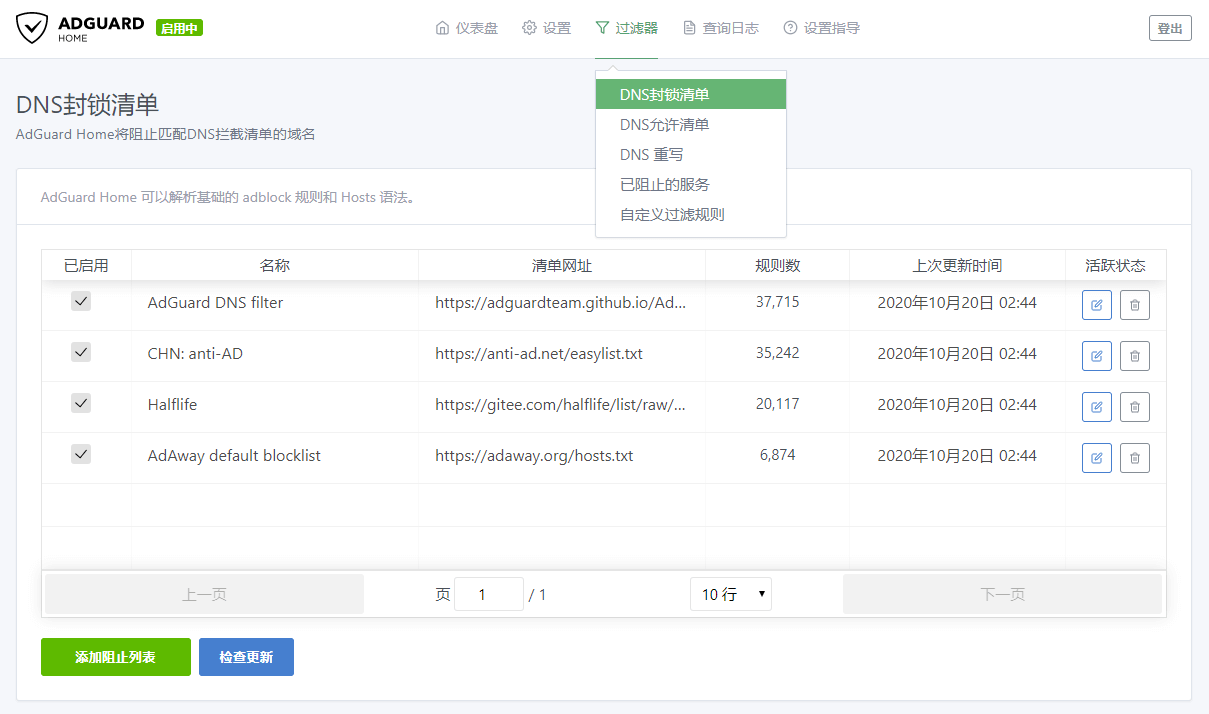 ADGUARD
HOME
启用中
仪表盘
设置
过滤器
查询日志
设置指导
登出
DNS封锁清单
DNS允许清单
DNS 重写
已阻止的服务
自定义过滤规则
DNS封锁清单
AdGuard Home将阻止匹配DNS拦截清单的域名
AdGuard Home 可以解析基础的 adblock 规则和 Hosts 语法。
已启用 名称 清单网址 规则数 上次更新时间 活跃状态
AdGuard DNS filter https://adguardteam.github.io/Ad... 37,715 2020年10月20日 02:44
CHN: anti-AD https://anti-ad.net/easylist.txt 35,242 2020年10月20日 02:44
Halflife https://gitee.com/halflife/list/raw/... 20,117 2020年10月20日 02:44
AdAway default blocklist https://adaway.org/hosts.txt 6,874 2020年10月20日 02:44
上一页 页 1 / 1 10 行 下一页
添加阻止列表 检查更新